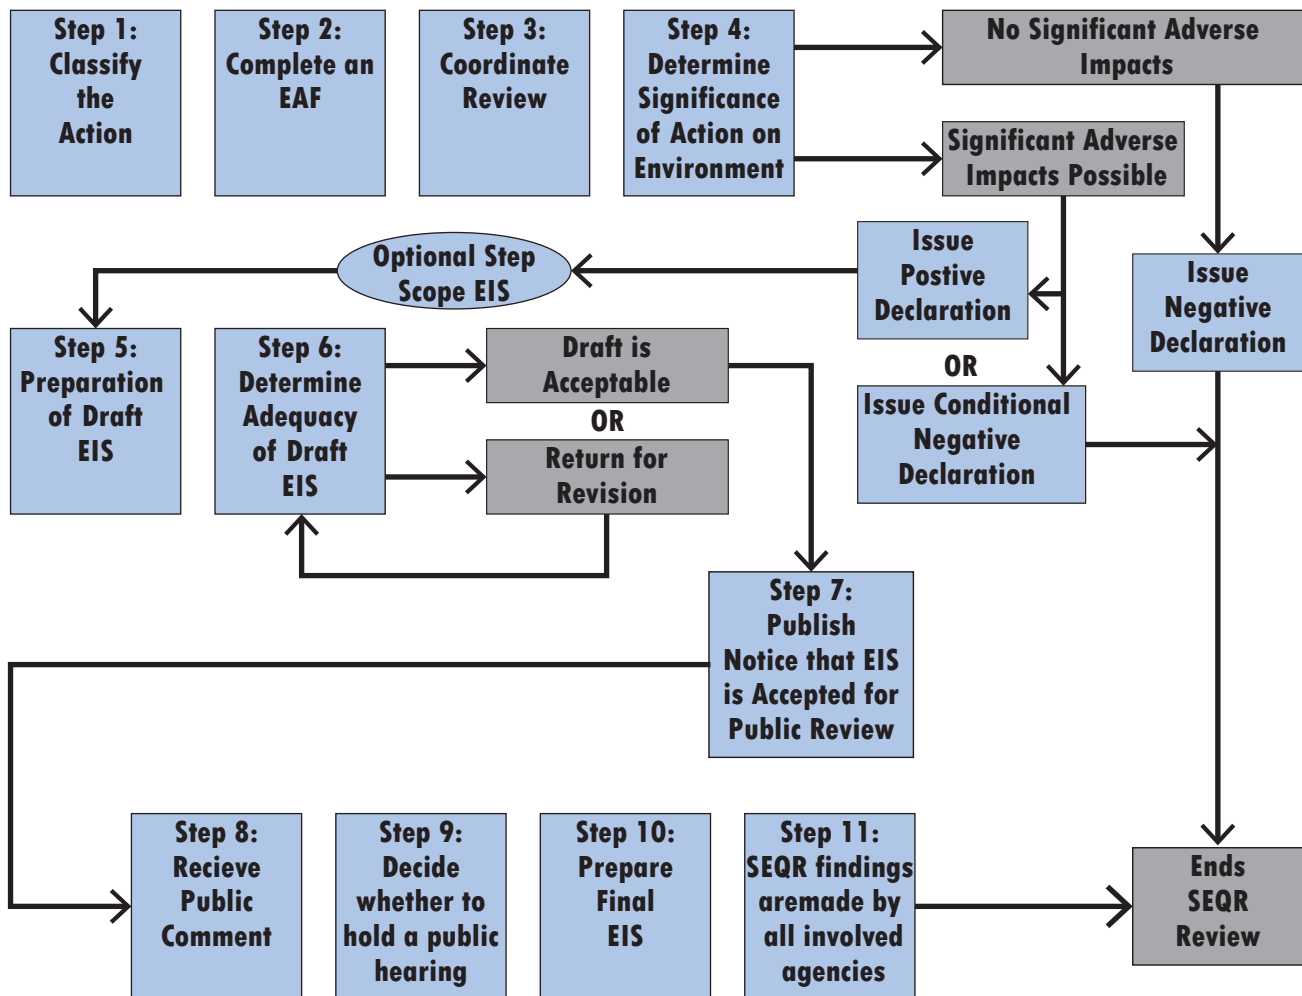 Step 1:
Classify
the
Action
Step 2:
Complete an
EAF
Step 3:
Coordinate
Review
Step 4:
Determine
Significance
of Action on
Environment
No Significant Adverse
Impacts
Significant Adverse
Impacts Possible
Issue
Postive
Declaration
OR
Issue Conditional
Negative
Declaration
Issue
Negative
Declaration
Optional Step
Scope EIS
Step 5:
Preparation
of Draft
EIS
Step 6:
Determine
Adequacy
of Draft
EIS
Draft is
Acceptable
OR
Return for
Revision
Step 7:
Publish
Notice that EIS
is Accepted for
Public Review
Step 8:
Recieve
Public
Comment
Step 9:
Decide
whether to
hold a public
hearing
Step 10:
Prepare
Final
EIS
Step 11:
SEQR findings
aremade by
all involved
agencies
Ends
SEQR
Review